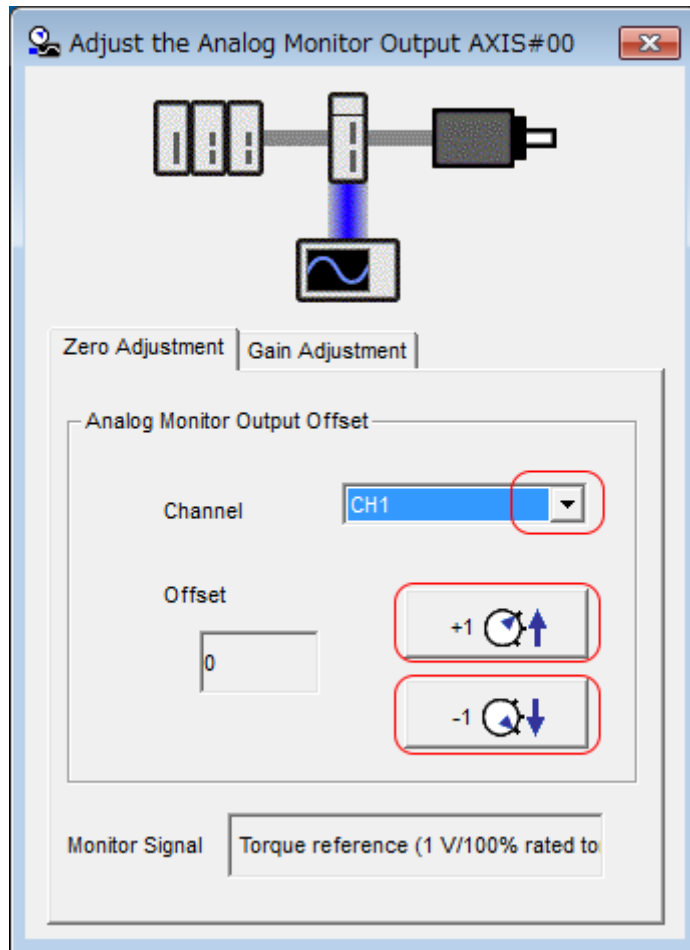 Adjust the Analog Monitor Output AXIS#00
Zero Adjustment
Gain Adjustment
Analog Monitor Output Offset
Channel
CH1
Offset
0
+1
-1
Monitor Signal
Torque reference (1 V/100% rated to